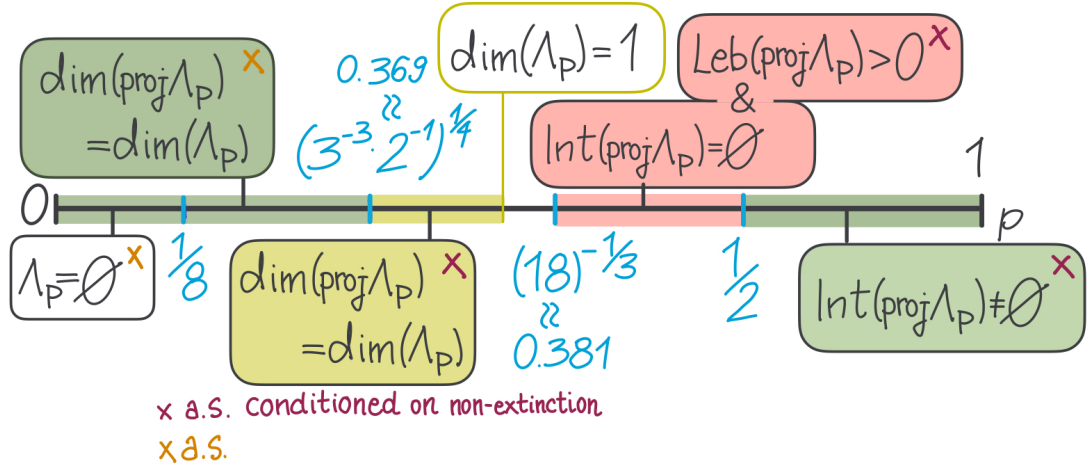 dim(projΛₚ) x
=dim(Λₚ)
0.369
≈
(3⁻³·2⁻¹)^¼
dim(Λₚ)=1
Leb(projΛₚ)>0 x
&
Int(projΛₚ)=∅
0
1
p
Λₚ=∅ x
1/8
dim(projΛₚ) x
=dim(Λₚ)
(18)^-1/3
≈
0.381
1/2
Int(projΛₚ)≠∅ x
x a.s. conditioned on non-extinction
x a.s.